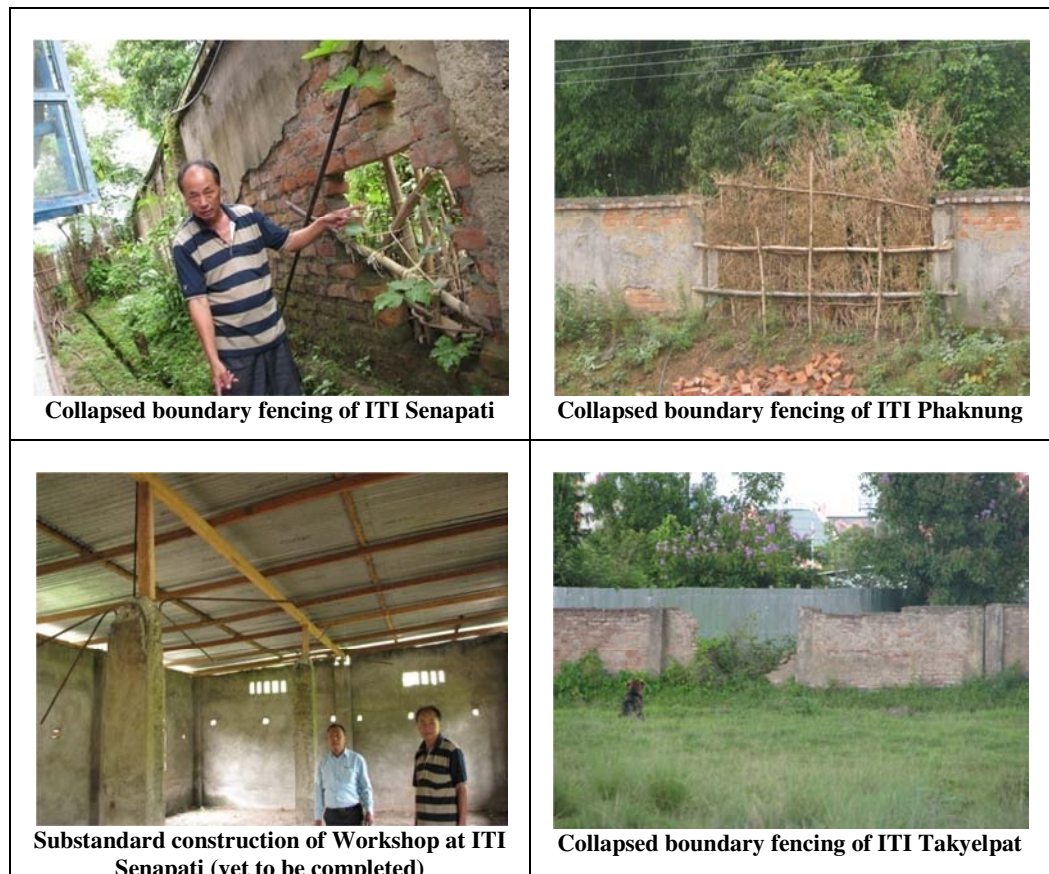 Collapsed boundary fencing of ITI Senapati
Collapsed boundary fencing of ITI Phaknung
Substandard construction of Workshop at ITI
Senapati (yet to be completed)
Collapsed boundary fencing of ITI Takyelpat